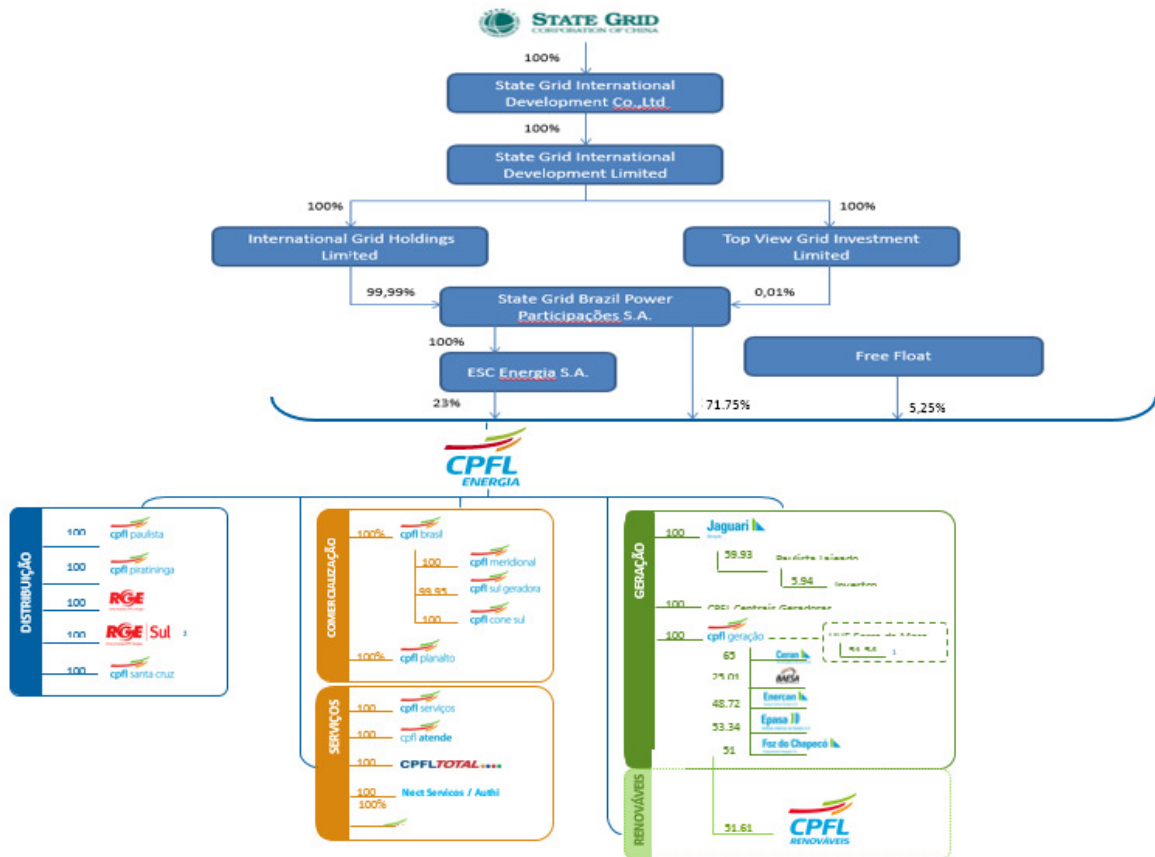 STATE GRID
CORPORATION OF CHINA
100%
State Grid International
Development Co.,Ltd
100%
State Grid International
Development Limited
100%
100%
International Grid Holdings
Limited
Top View Grid Investment
Limited
99,99%
0,01%
State Grid Brazil Power
Participações S.A.
100%
ESC Energia S.A.
Free Float
23%
71.75%
5,25%
CPFL
ENERGIA
DISTRIBUIÇÃO
100 cpfl paulista
100 cpfl piratininga
100 RGE
100 RGE Sul
100 cpfl santa cruz
COMERCIALIZAÇÃO
100% cpfl brasil
100 cpfl meridional
99.95 cpfl sul geradora
100 cpfl cone sul
100% cpfl planalto
SERVIÇOS
100 cpfl serviços
100 cpfl atende
100 CPFLTOTAL
100 Nect Servicos / Authi
100%
GERAÇÃO
100 Jaguari
59.93
5.94
100 CPFL Centrais Geradoras
100 cpfl geração
65 Ceran
25.01 BAESA
48.72 Enercan
53.34 Epasa
51 Foz do Chapecó
RENOVÁVEIS
51.61 CPFL
RENOVÁVEIS